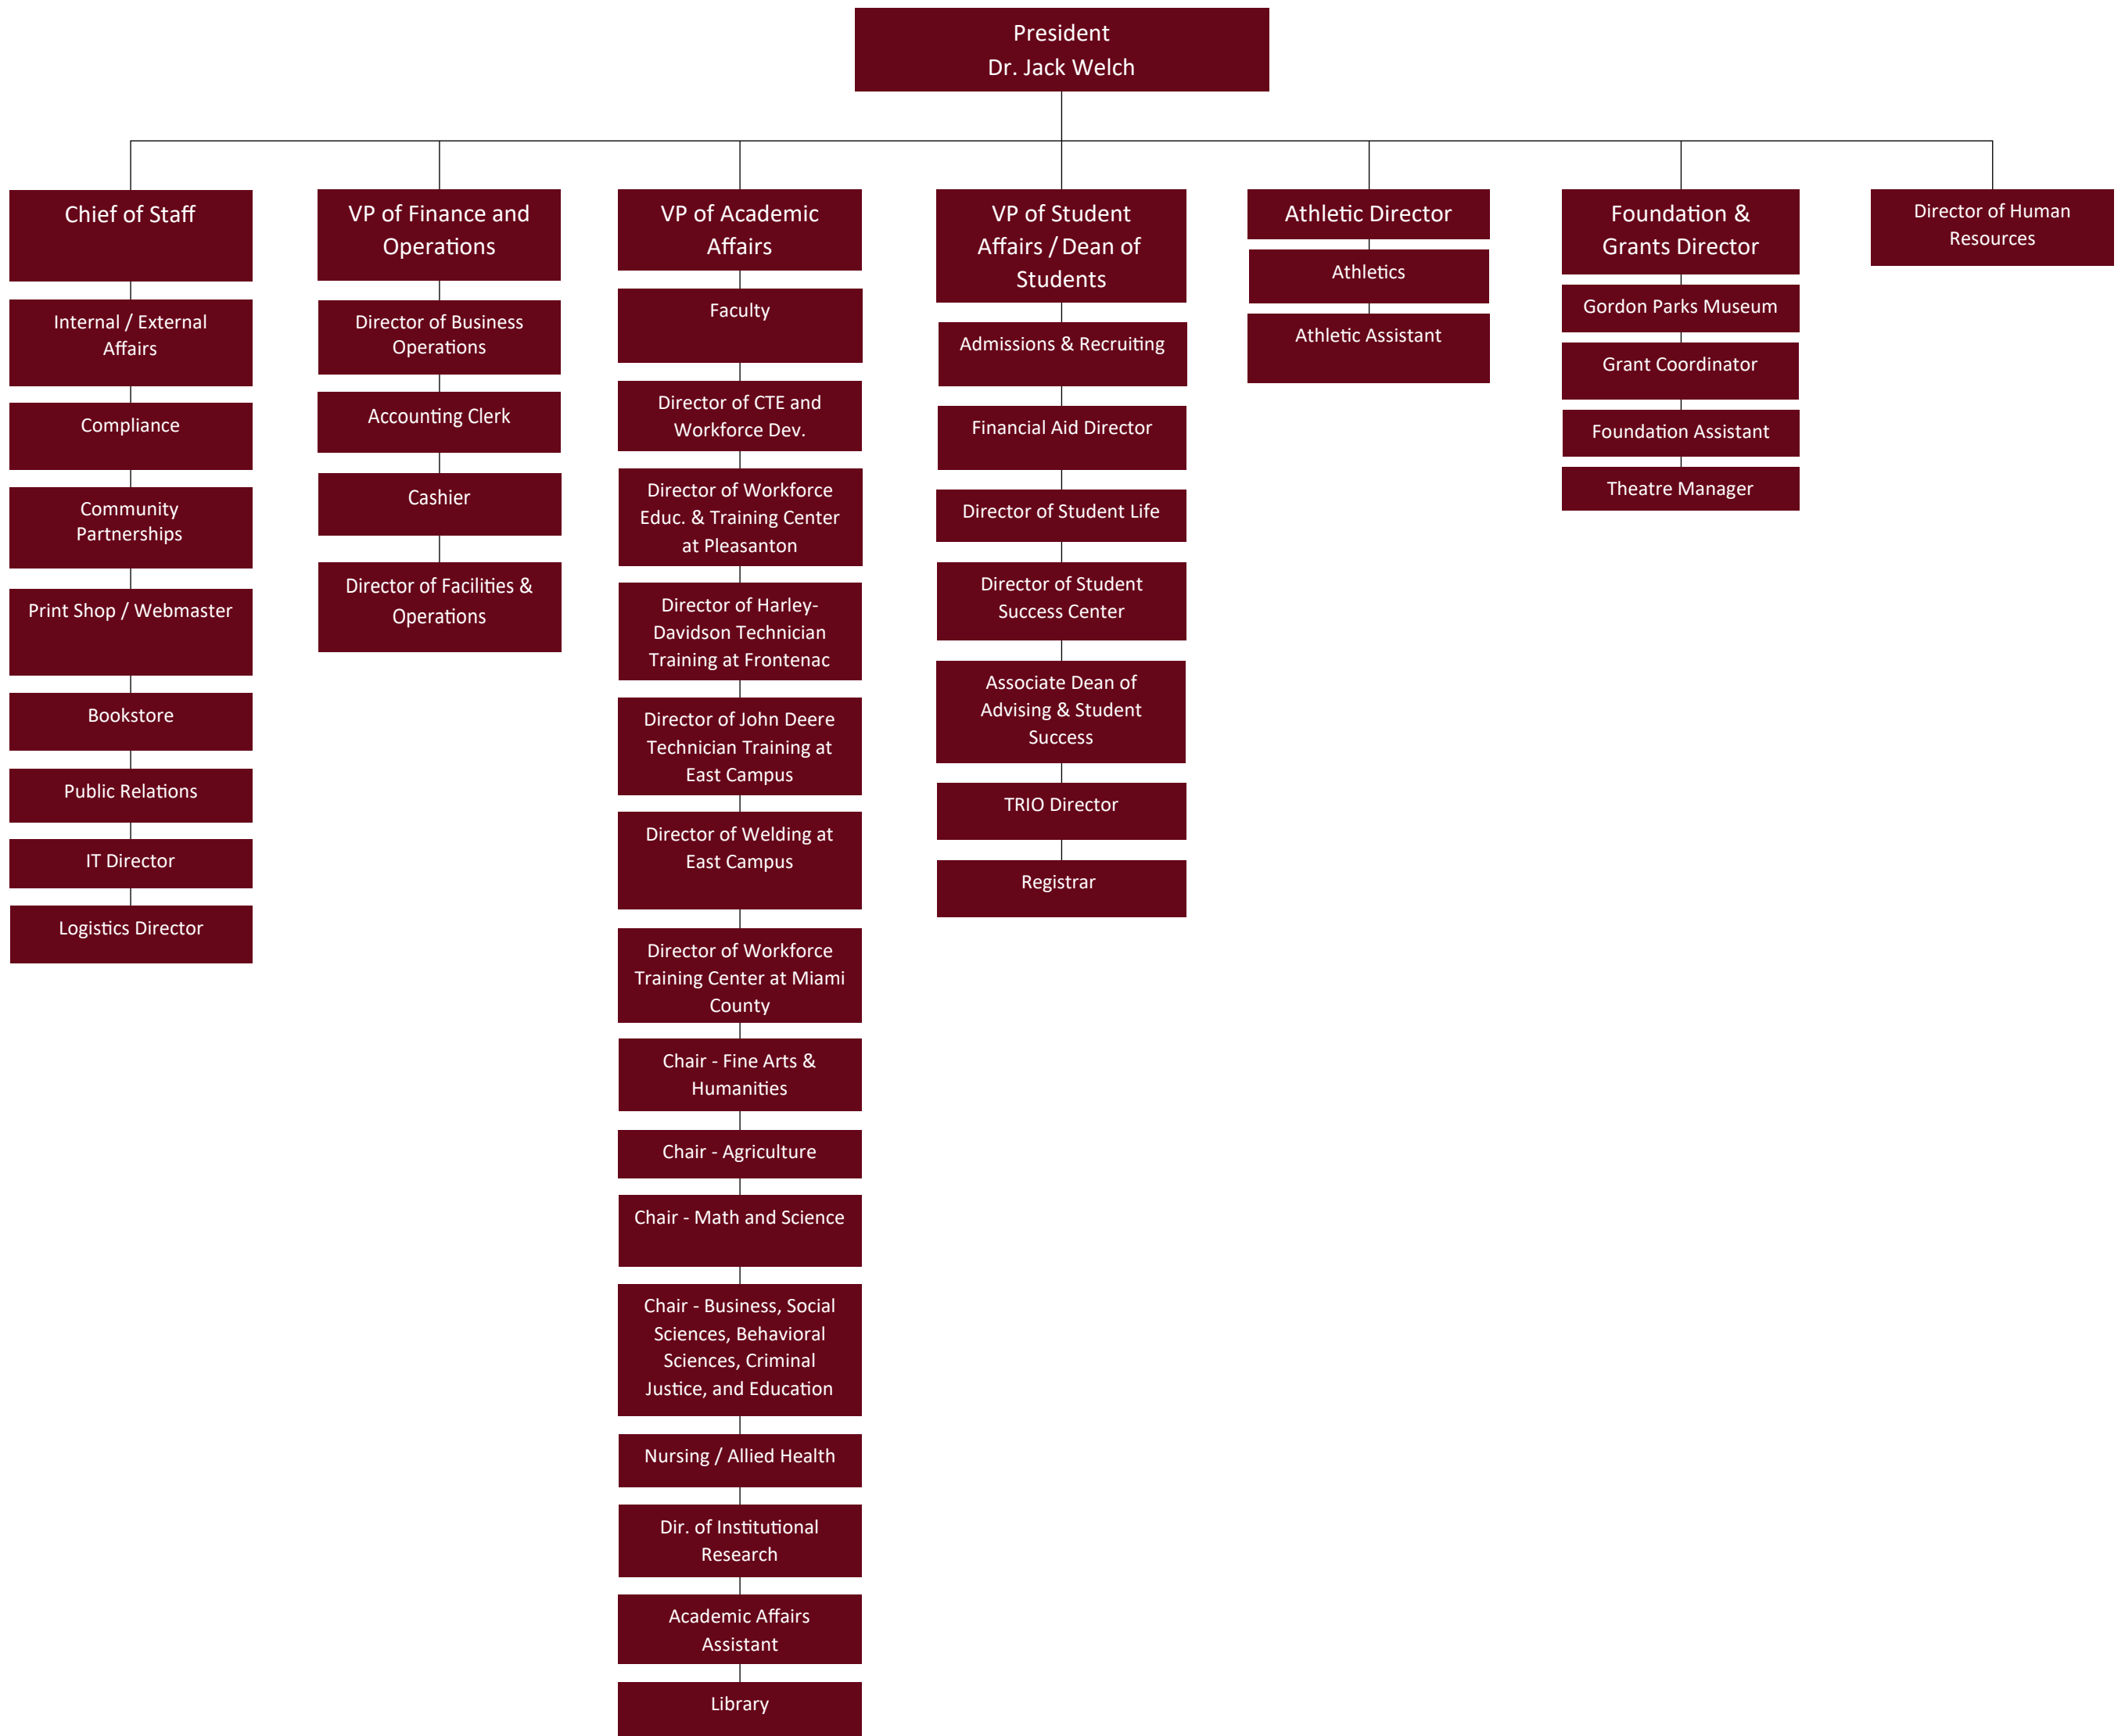 President
Dr. Jack Welch
Chief of Staff
Internal / External
Affairs
Compliance
Community
Partnerships
Print Shop / Webmaster
Bookstore
Public Relations
IT Director
Logistics Director
VP of Finance and
Operations
Director of Business
Operations
Accounting Clerk
Cashier
Director of Facilities &
Operations
VP of Academic
Affairs
Faculty
Director of CTE and
Workforce Dev.
Director of Workforce
Educ. & Training Center
at Pleasanton
Director of Harley-
Davidson Technician
Training at Frontenac
Director of John Deere
Technician Training at
East Campus
Director of Welding at
East Campus
Director of Workforce
Training Center at Miami
County
Chair - Fine Arts &
Humanities
Chair - Agriculture
Chair - Math and Science
Chair - Business, Social
Sciences, Behavioral
Sciences, Criminal
Justice, and Education
Nursing / Allied Health
Dir. of Institutional
Research
Academic Affairs
Assistant
Library
VP of Student
Affairs / Dean of
Students
Admissions & Recruiting
Financial Aid Director
Director of Student Life
Director of Student
Success Center
Associate Dean of
Advising & Student
Success
TRIO Director
Registrar
Athletic Director
Athletics
Athletic Assistant
Foundation &
Grants Director
Gordon Parks Museum
Grant Coordinator
Foundation Assistant
Theatre Manager
Director of Human
Resources